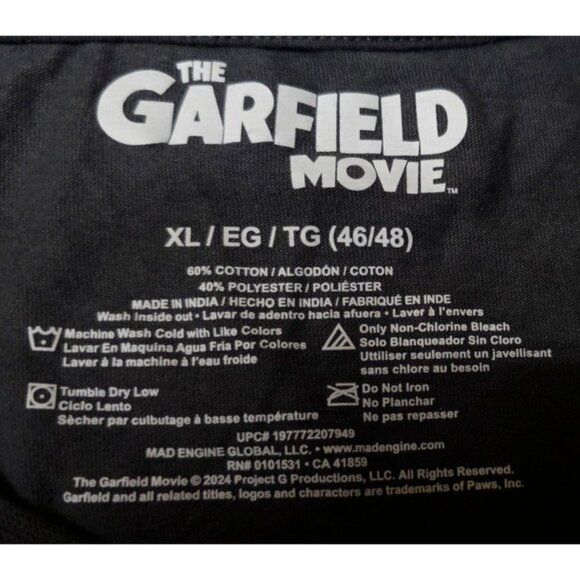 THE
GARFIELD
MOVIE™
XL / EG / TG (46/48)
60% COTTON / ALGODÓN / COTON
40% POLYESTER / POLIÉSTER
MADE IN INDIA / HECHO EN INDIA / FABRIQUÉ EN INDE
Wash Inside out • Lavar de adentro hacia afuera • Laver à l'envers
Machine Wash Cold with Like Colors
Lavar En Maquina Agua Fria Por Colores
Laver à la machine à l'eau froide
Only Non-Chlorine Bleach
Solo Blanqueador Sin Cloro
Utiliser seulement un javellisant
sans chlore au besoin
Tumble Dry Low
Ciclo Lento
Sècher par culbutage à basse température
Do Not Iron
No Planchar
Ne pas repasser
UPC# 197772207949
MAD ENGINE GLOBAL, LLC. • www.madengine.com
RN# 0101531 • CA 41859
The Garfield Movie © 2024 Project G Productions, LLC. All Rights Reserved.
Garfield and all related titles, logos and characters are trademarks of Paws, Inc.